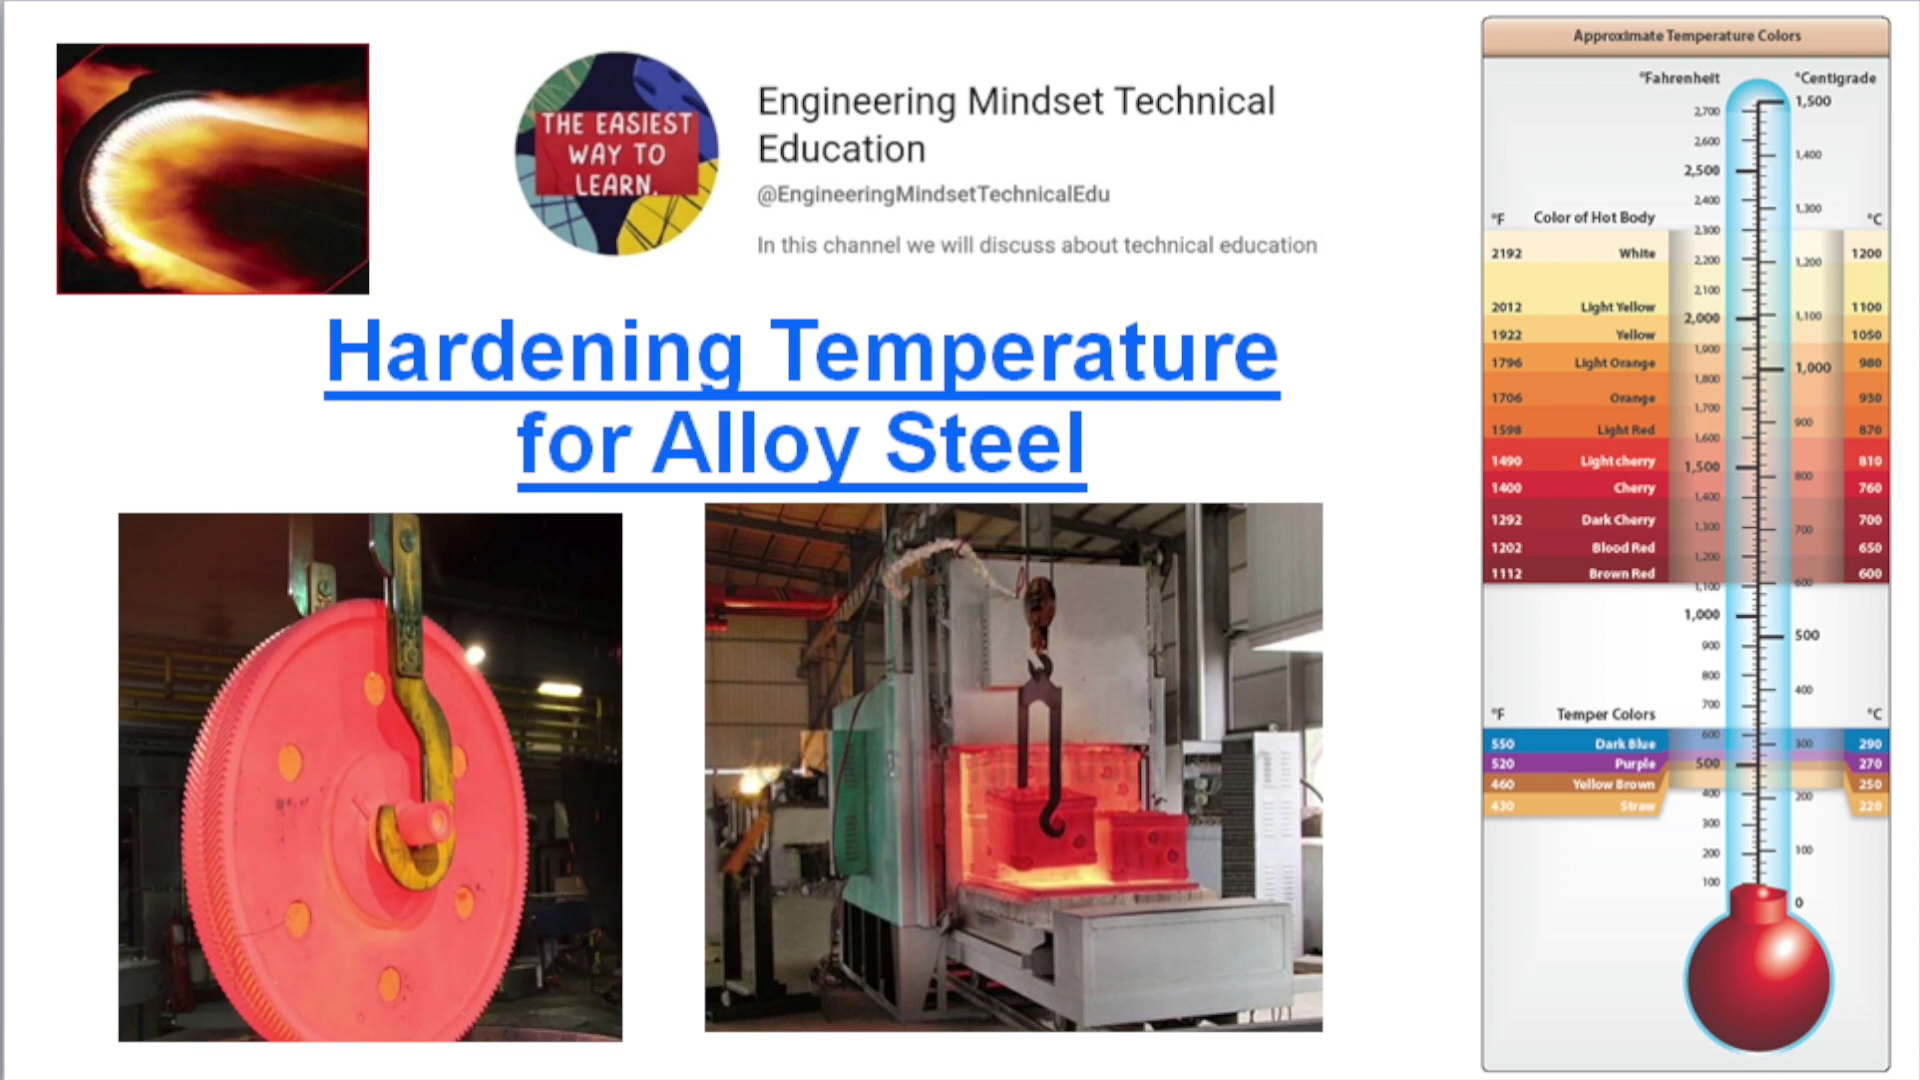 THE EASIEST
WAY TO
LEARN.
Engineering Mindset Technical
Education
@EngineeringMindsetTechnicalEdu
In this channel we will discuss about technical education
Hardening Temperature
for Alloy Steel
Approximate Temperature Colors
°Fahrenheit °Centigrade
1,500
2,700
2,600
1,400
2,500
2,400
1,300
°F Color of Hot Body °C
2,300
2192 White 2,200 1,200 1200
2,100
2012 Light Yellow 1,100 1100
2,000
1922 Yellow 1050
1,900
1796 Light Orange 1,000 980
1,800
1706 Orange 930
1,700
900
1598 Light Red 1,600 870
1490 Light cherry 1,500 810
800
1400 Cherry 1,400 760
1292 Dark Cherry 1,300 700 700
1202 Blood Red 1,200 650
1112 Brown Red 600 600
1,100
1,000
500
900
400
800
700
°F Temper Colors °C
600
550 Dark Blue 300 290
520 Purple 500 270
460 Yellow Brown 400 250
430 Straw 200 220
300
200 100
100
0